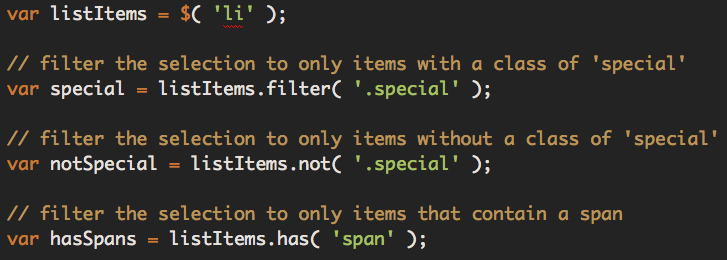 var listItems = $( 'li' );
// filter the selection to only items with a class of 'special'
var special = listItems.filter( '.special' );
// filter the selection to only items without a class of 'special'
var notSpecial = listItems.not( '.special' );
// filter the selection to only items that contain a span
var hasSpans = listItems.has( 'span' );